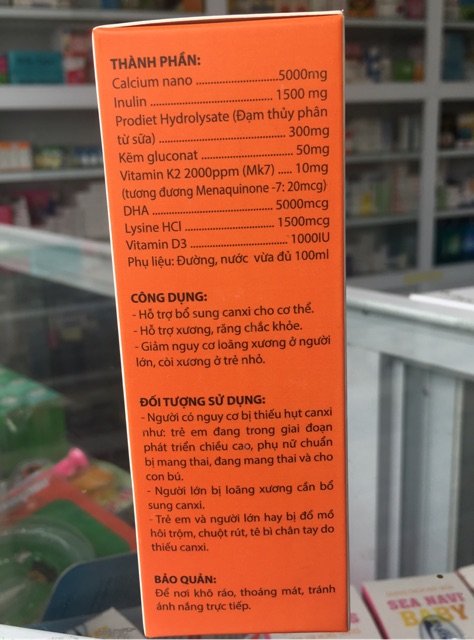 THÀNH PHẦN:
Calcium nano ........................5000mg
Inulin .................................... 1500 mg
Prodiet Hydrolysate (Đạm thủy phân
từ sữa) ..................................... 300mg
Kẽm gluconat ........................... 50mg
Vitamin K2 2000ppm (Mk7) ..... 10mg
(tương đương Menaquinone -7: 20mcg)
DHA ................................... 5000mcg
Lysine HCl ........................... 1500mcg
Vitamin D3 ............................. 1000IU
Phụ liệu: Đường, nước vừa đủ 100ml
CÔNG DỤNG:
- Hỗ trợ bổ sung canxi cho cơ thể.
- Hỗ trợ xương, răng chắc khỏe.
- Giảm nguy cơ loãng xương ở người
lớn, còi xương ở trẻ nhỏ.
ĐỐI TƯỢNG SỬ DỤNG:
- Người có nguy cơ bị thiếu hụt canxi
như: trẻ em đang trong giai đoạn
phát triển chiều cao, phụ nữ chuẩn
bị mang thai, đang mang thai và cho
con bú.
- Người lớn bị loãng xương cần bổ
sung canxi.
- Trẻ em và người lớn hay bị đổ mồ
hôi trộm, chuột rút, tê bì chân tay do
thiếu canxi.
BẢO QUẢN:
Để nơi khô ráo, thoáng mát, tránh
ánh nắng trực tiếp.
SEA WAVE
BABY